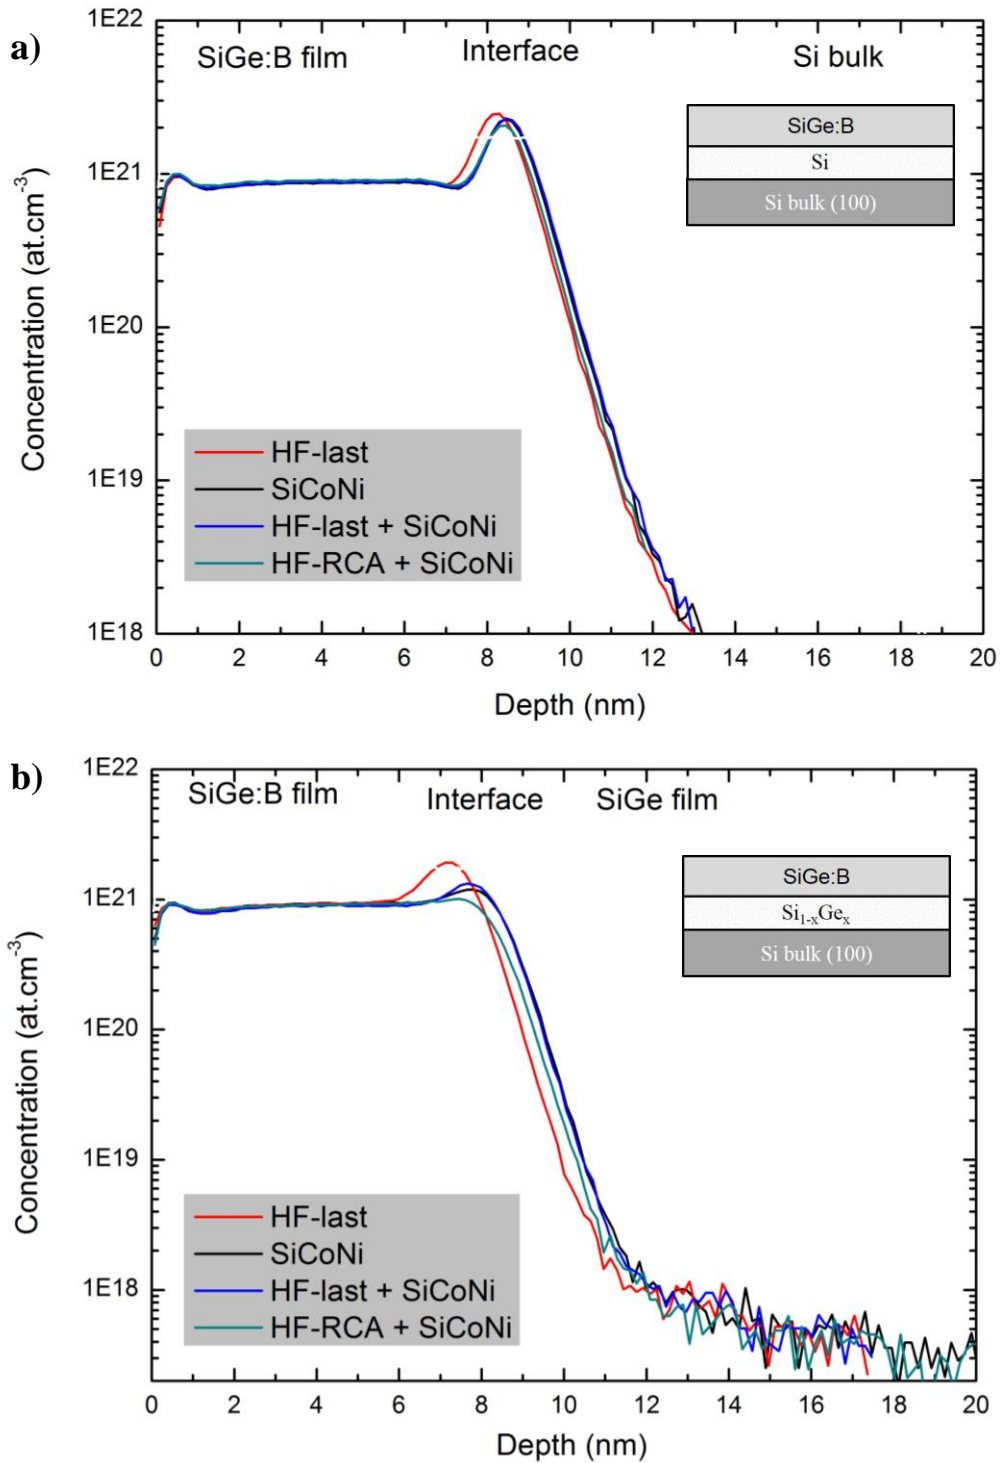 a)
1E22
1E21
1E20
1E19
1E18
Concentration (at.cm-3)
SiGe:B film
Interface
Si bulk
SiGe:B
Si
Si bulk (100)
HF-last
SiCoNi
HF-last + SiCoNi
HF-RCA + SiCoNi
0 2 4 6 8 10 12 14 16 18 20
Depth (nm)
b)
1E22
1E21
1E20
1E19
1E18
Concentration (at.cm-3)
SiGe:B film
Interface
SiGe film
SiGe:B
Si1-xGex
Si bulk (100)
HF-last
SiCoNi
HF-last + SiCoNi
HF-RCA + SiCoNi
0 2 4 6 8 10 12 14 16 18 20
Depth (nm)